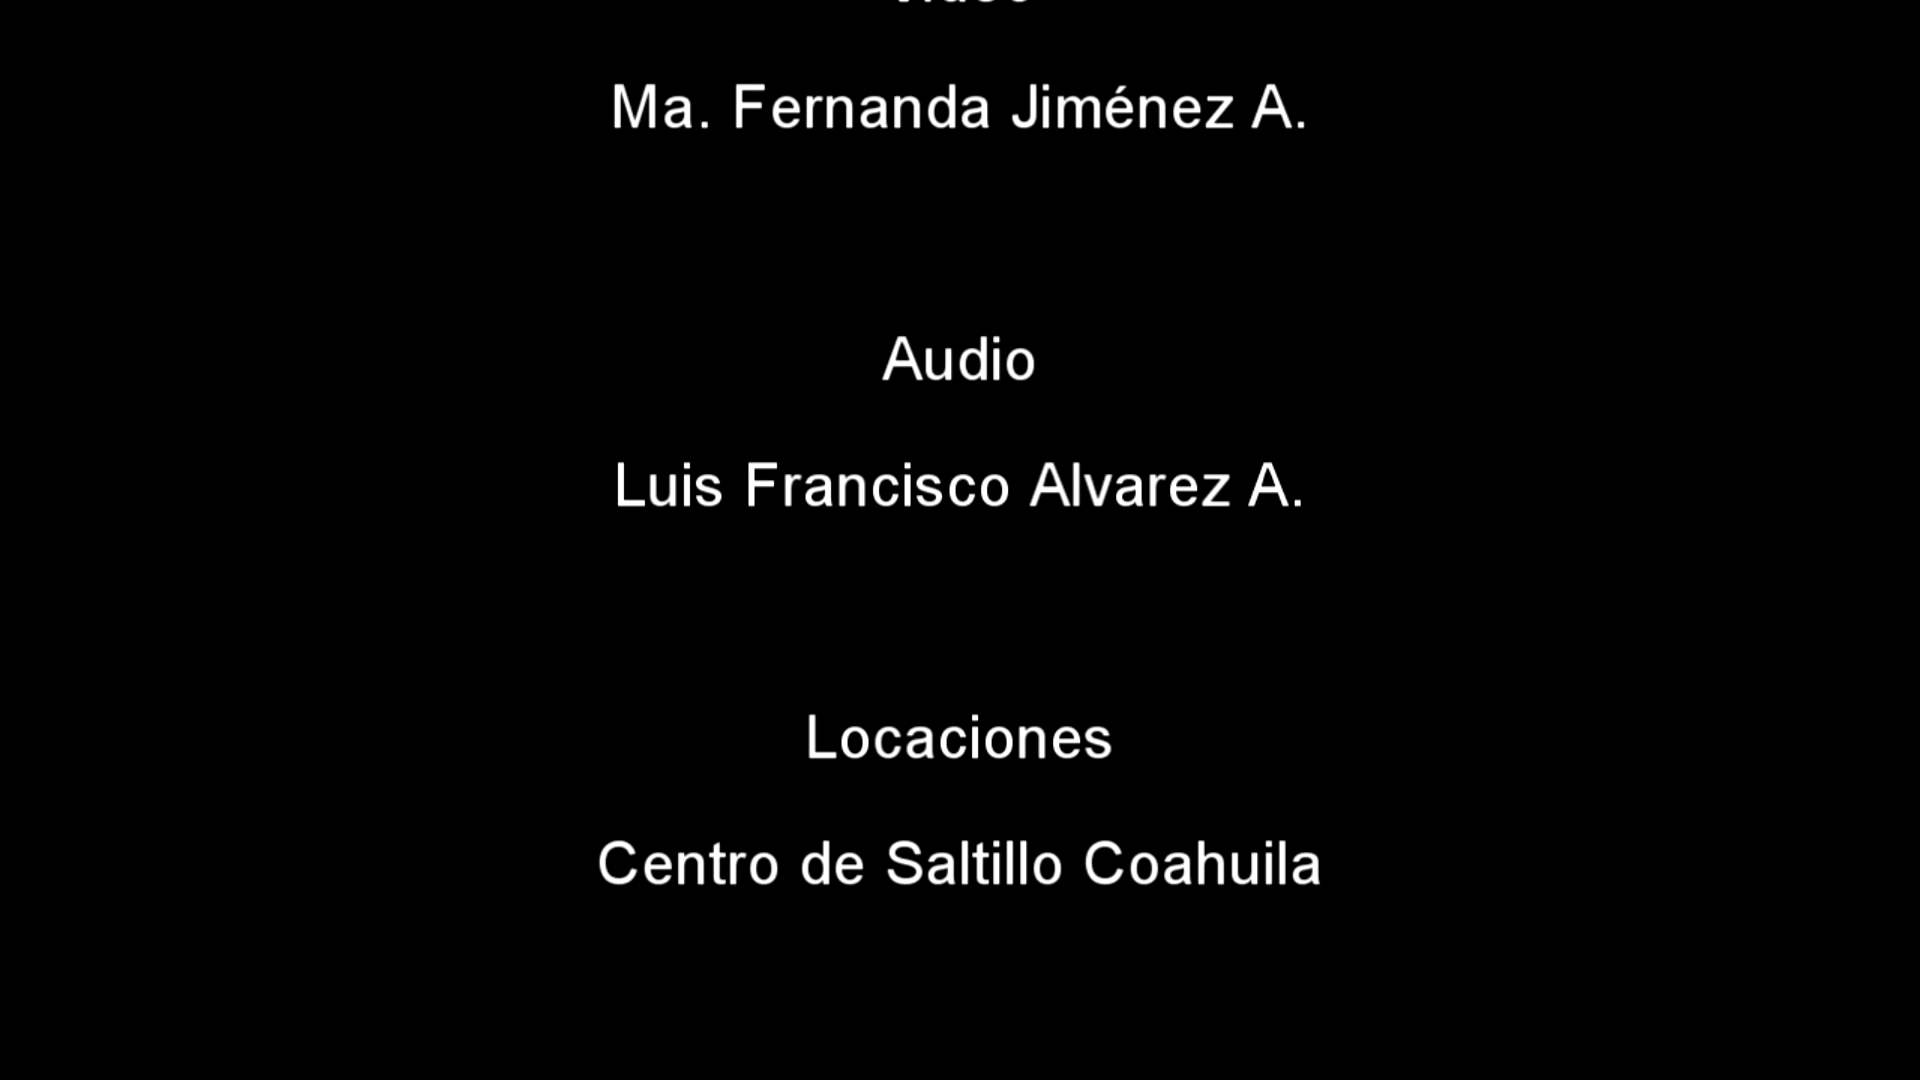 Ma. Fernanda Jiménez A.
Audio
Luis Francisco Alvarez A.
Locaciones
Centro de Saltillo Coahuila